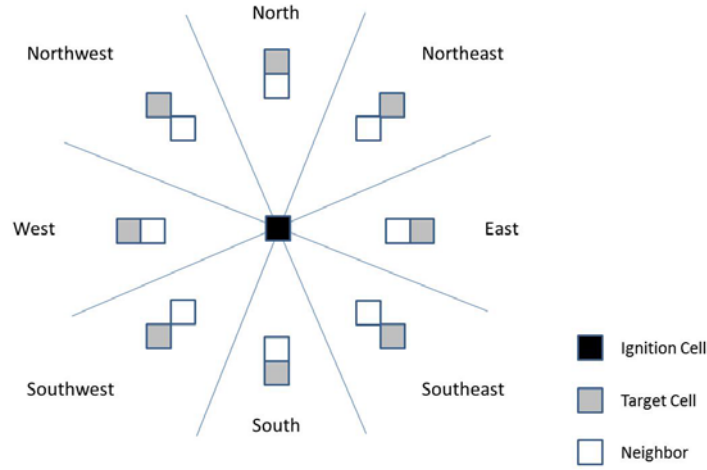 North
Northwest
Northeast
West
East
Southwest
Southeast
South
Ignition Cell
Target Cell
Neighbor